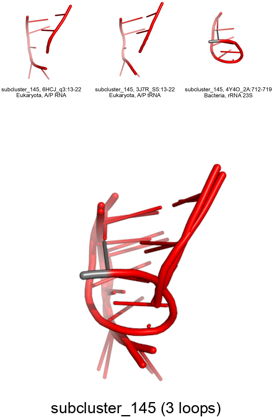 subcluster_145, 6HCJ_q3:13-22
Eukaryota, A/P RNA
subcluster_145, 3J7R_S5:13-22
Eukaryota, A/P tRNA
subcluster_145, 4Y4O_2A:712-719
Bacteria, rRNA 23S
subcluster_145 (3 loops)